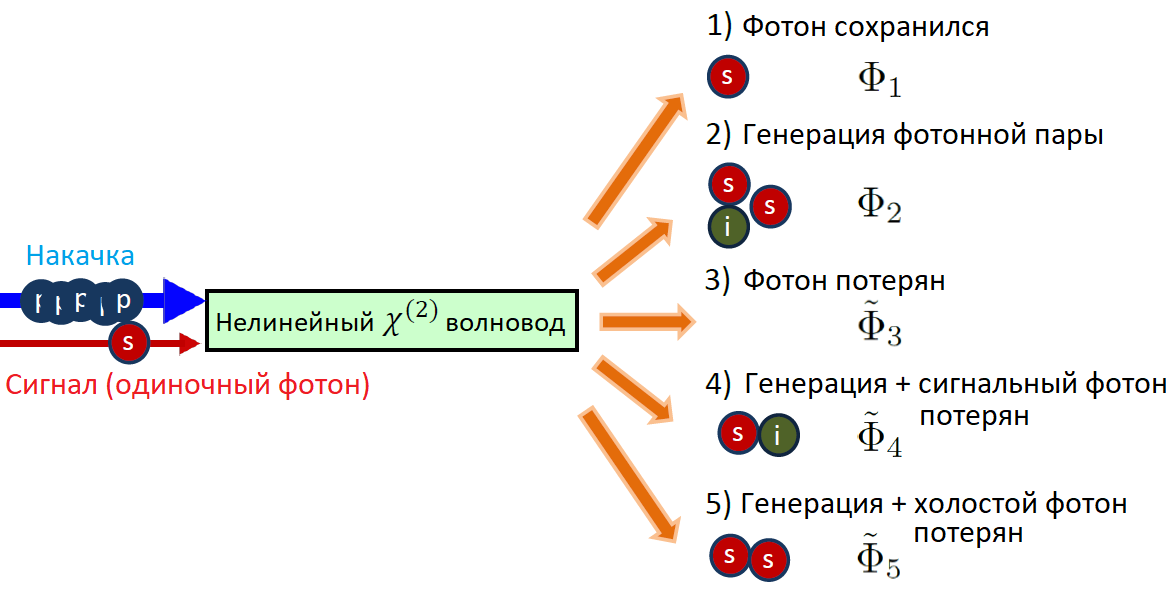 1) Фотон сохранился
s Φ₁
2) Генерация фотонной пары
s
s
i
Φ₂
Накачка
p p p p p
s
Нелинейный χ⁽²⁾ волновод
Сигнал (одиночный фотон)
3) Фотон потерян
Φ̃₃
4) Генерация + сигнальный фотон
потерян
s i Φ̃₄
5) Генерация + холостой фотон
потерян
s s Φ̃₅